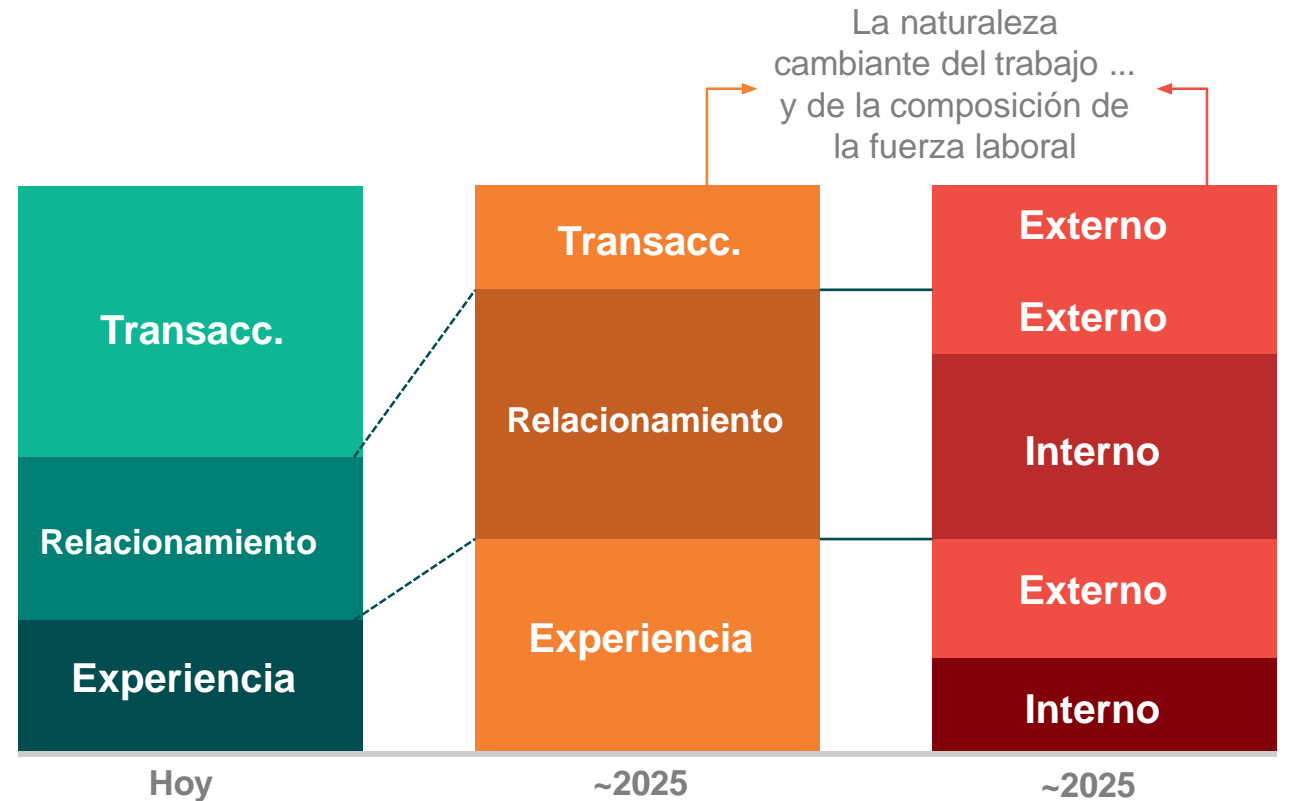 La naturaleza
cambiante del trabajo ...
y de la composición de
la fuerza laboral
Transacc.
Relacionamiento
Experiencia
Transacc.
Relacionamiento
Experiencia
Externo
Externo
Interno
Externo
Interno
Hoy
~2025
~2025